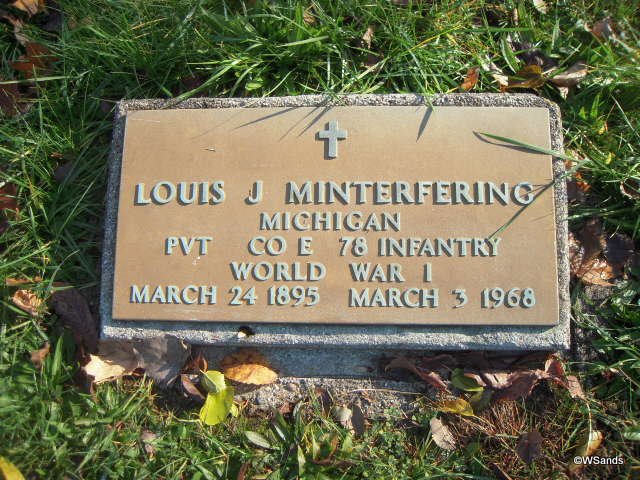 LOUIS J MINTERFERING
MICHIGAN
PVT CO E 78 INFANTRY
WORLD WAR I
MARCH 24 1895 MARCH 3 1968
©WSands